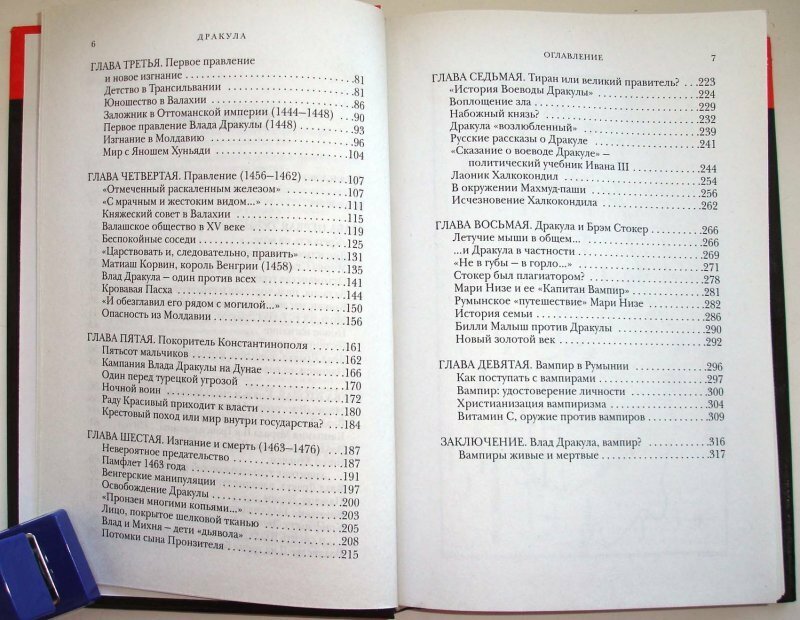 6
ДРАКУЛА
ГЛАВА ТРЕТЬЯ. Первое правление
и новое изгнание ........ 81
Детство в Трансильвании ........ 81
Юношество в Валахии ........ 86
Заложник в Оттоманской империи (1444—1448) .. 90
Первое правление Влада Дракулы (1448) ........ 93
Изгнание в Молдавию ........ 96
Мир с Яношем Хуньяди ........ 104
ГЛАВА ЧЕТВЕРТАЯ. Правление (1456—1462) ........ 107
«Отмеченный раскаленным железом» ........ 107
«С мрачным и жестоким видом...» ........ 111
Княжеский совет в Валахии ........ 115
Валашское общество в XV веке ........ 119
Беспокойные соседи ........ 125
«Царствовать и, следовательно, править» ........ 131
Матиаш Корвин, король Венгрии (1458) ........ 135
Влад Дракула – один против всех ........ 141
Кровавая Пасха ........ 144
«И обезглавил его рядом с могилой...» ........ 150
Опасность из Молдавии ........ 156
ГЛАВА ПЯТАЯ. Покоритель Константинополя ........ 161
Пятьсот мальчиков ........ 162
Кампания Влада Дракулы на Дунае ........ 166
Один перед турецкой угрозой ........ 170
Ночной воин ........ 172
Раду Красивый приходит к власти ........ 180
Крестовый поход или мир внутри государства? .. 184
ГЛАВА ШЕСТАЯ. Изгнание и смерть (1463—1476) .. 187
Невероятное предательство ........ 187
Памфлет 1463 года ........ 191
Венгерские манипуляции ........ 197
Освобождение Дракулы ........ 200
«Пронзен многими копьями...» ........ 203
Лицо, покрытое шелковой тканью ........ 205
Влад и Михня – дети «дьявола» ........ 208
Потомки сына Пронзителя ........ 215
ОГЛАВЛЕНИЕ
7
ГЛАВА СЕДЬМАЯ. Тиран или великий правитель? .. 223
«История Воеводы Дракулы» ........ 224
Воплощение зла ........ 229
Набожный князь? ........ 232
Дракула «возлюбленный» ........ 239
Русские рассказы о Дракуле ........ 241
«Сказание о воеводе Дракуле» –
политический учебник Ивана III ........ 244
Лаоник Халкокондил ........ 254
В окружении Махмуд-паши ........ 256
Исчезновение Халкокондила ........ 262
ГЛАВА ВОСЬМАЯ. Дракула и Брэм Стокер ........ 266
Летучие мыши в общем... ........ 266
...и Дракула в частности ........ 269
«Не в губы – в горло...» ........ 271
Стокер был плагиатором? ........ 278
Мари Низе и ее «Капитан Вампир» ........ 281
Румынское «путешествие» Мари Низе ........ 282
История семьи ........ 286
Билли Малыш против Дракулы ........ 290
Новый золотой век ........ 292
ГЛАВА ДЕВЯТАЯ. Вампир в Румынии ........ 296
Как поступать с вампирами ........ 297
Вампир: удостоверение личности ........ 300
Христианизация вампиризма ........ 304
Витамин С, оружие против вампиров ........ 309
ЗАКЛЮЧЕНИЕ. Влад Дракула, вампир? ........ 316
Вампиры живые и мертвые ........ 317